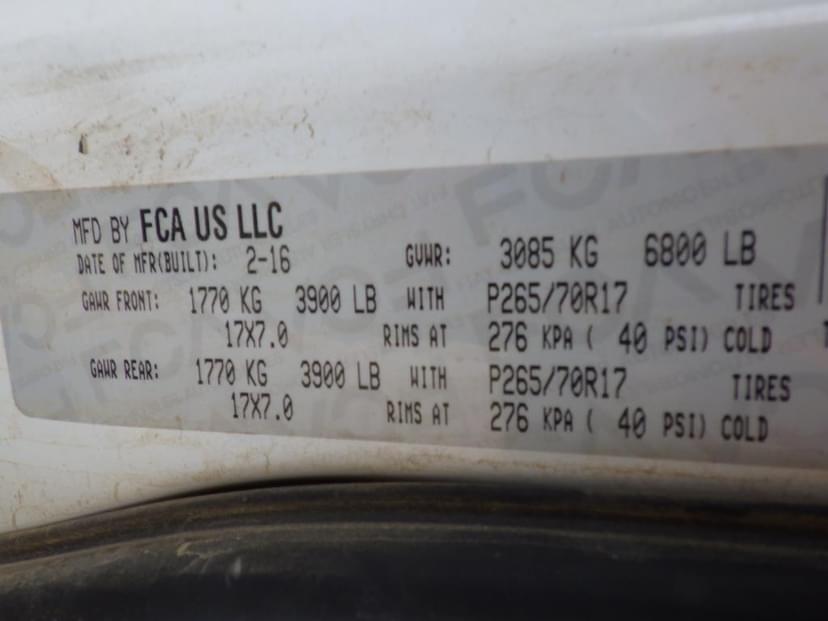 MFD BY FCA US LLC
DATE OF MFR(BUILT): 2-16 GVWR: 3085 KG 6800 LB
GAWR FRONT: 1770 KG 3900 LB WITH P265/70R17 TIRES
17X7.0 RIMS AT 276 KPA ( 40 PSI) COLD
GAWR REAR: 1770 KG 3900 LB WITH P265/70R17 TIRES
17X7.0 RIMS AT 276 KPA ( 40 PSI) COLD